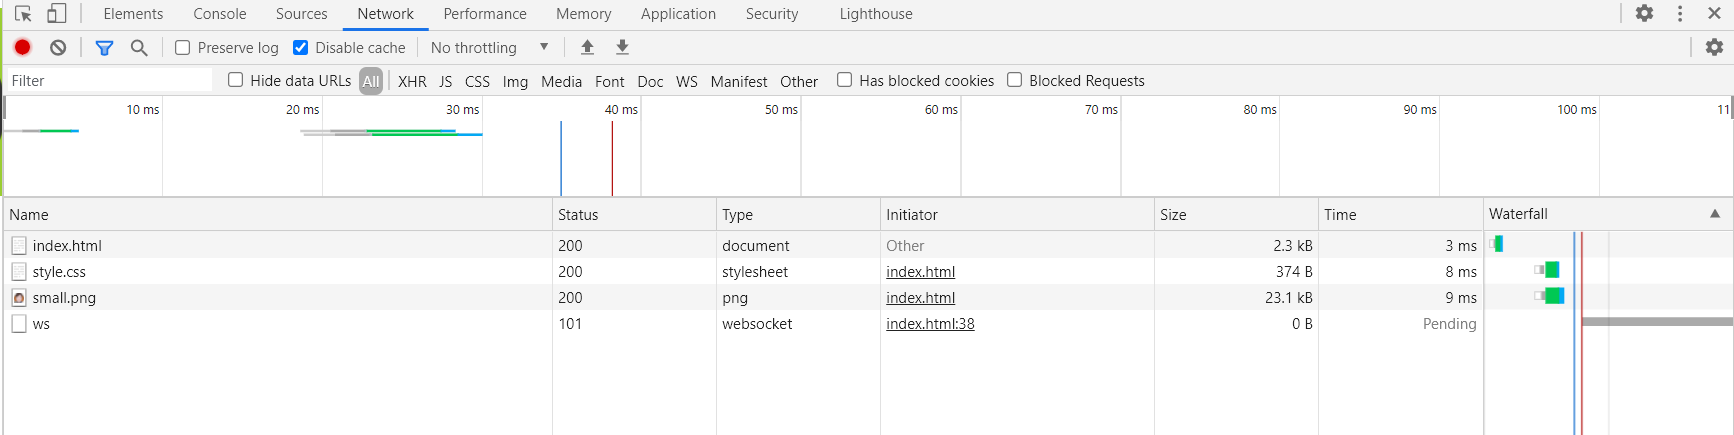 Elements Console Sources Network Performance Memory Application Security Lighthouse
Preserve log Disable cache No throttling
Filter Hide data URLs All XHR JS CSS Img Media Font Doc WS Manifest Other Has blocked cookies Blocked Requests
10 ms 20 ms 30 ms 40 ms 50 ms 60 ms 70 ms 80 ms 90 ms 100 ms 11
Name Status Type Initiator Size Time Waterfall
index.html 200 document Other 2.3 kB 3 ms
style.css 200 stylesheet index.html 374 B 8 ms
small.png 200 png index.html 23.1 kB 9 ms
ws 101 websocket index.html:38 0 B Pending